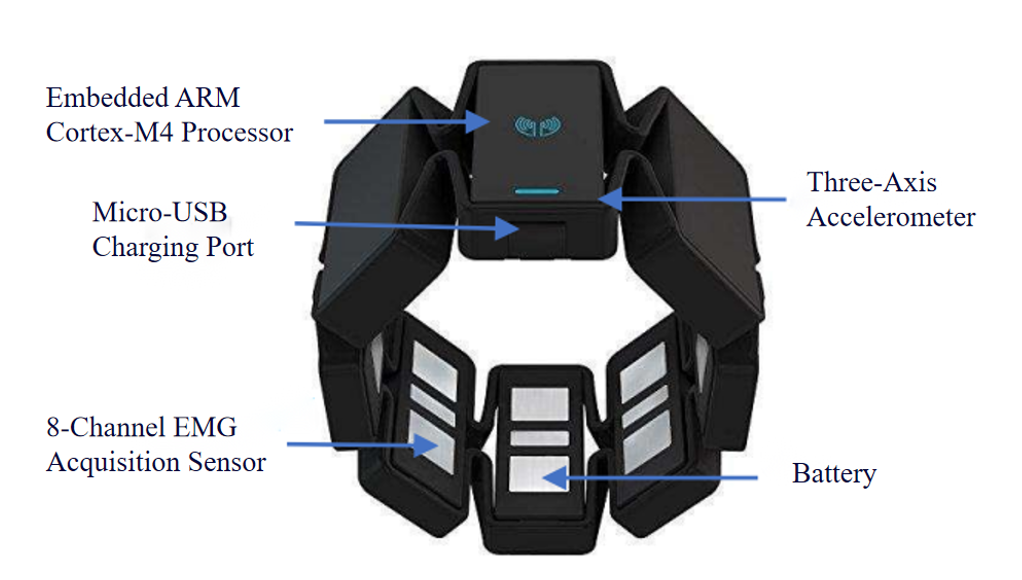 Embedded ARM
Cortex-M4 Processor
Three-Axis
Accelerometer
Micro-USB
Charging Port
8-Channel EMG
Acquisition Sensor
Battery